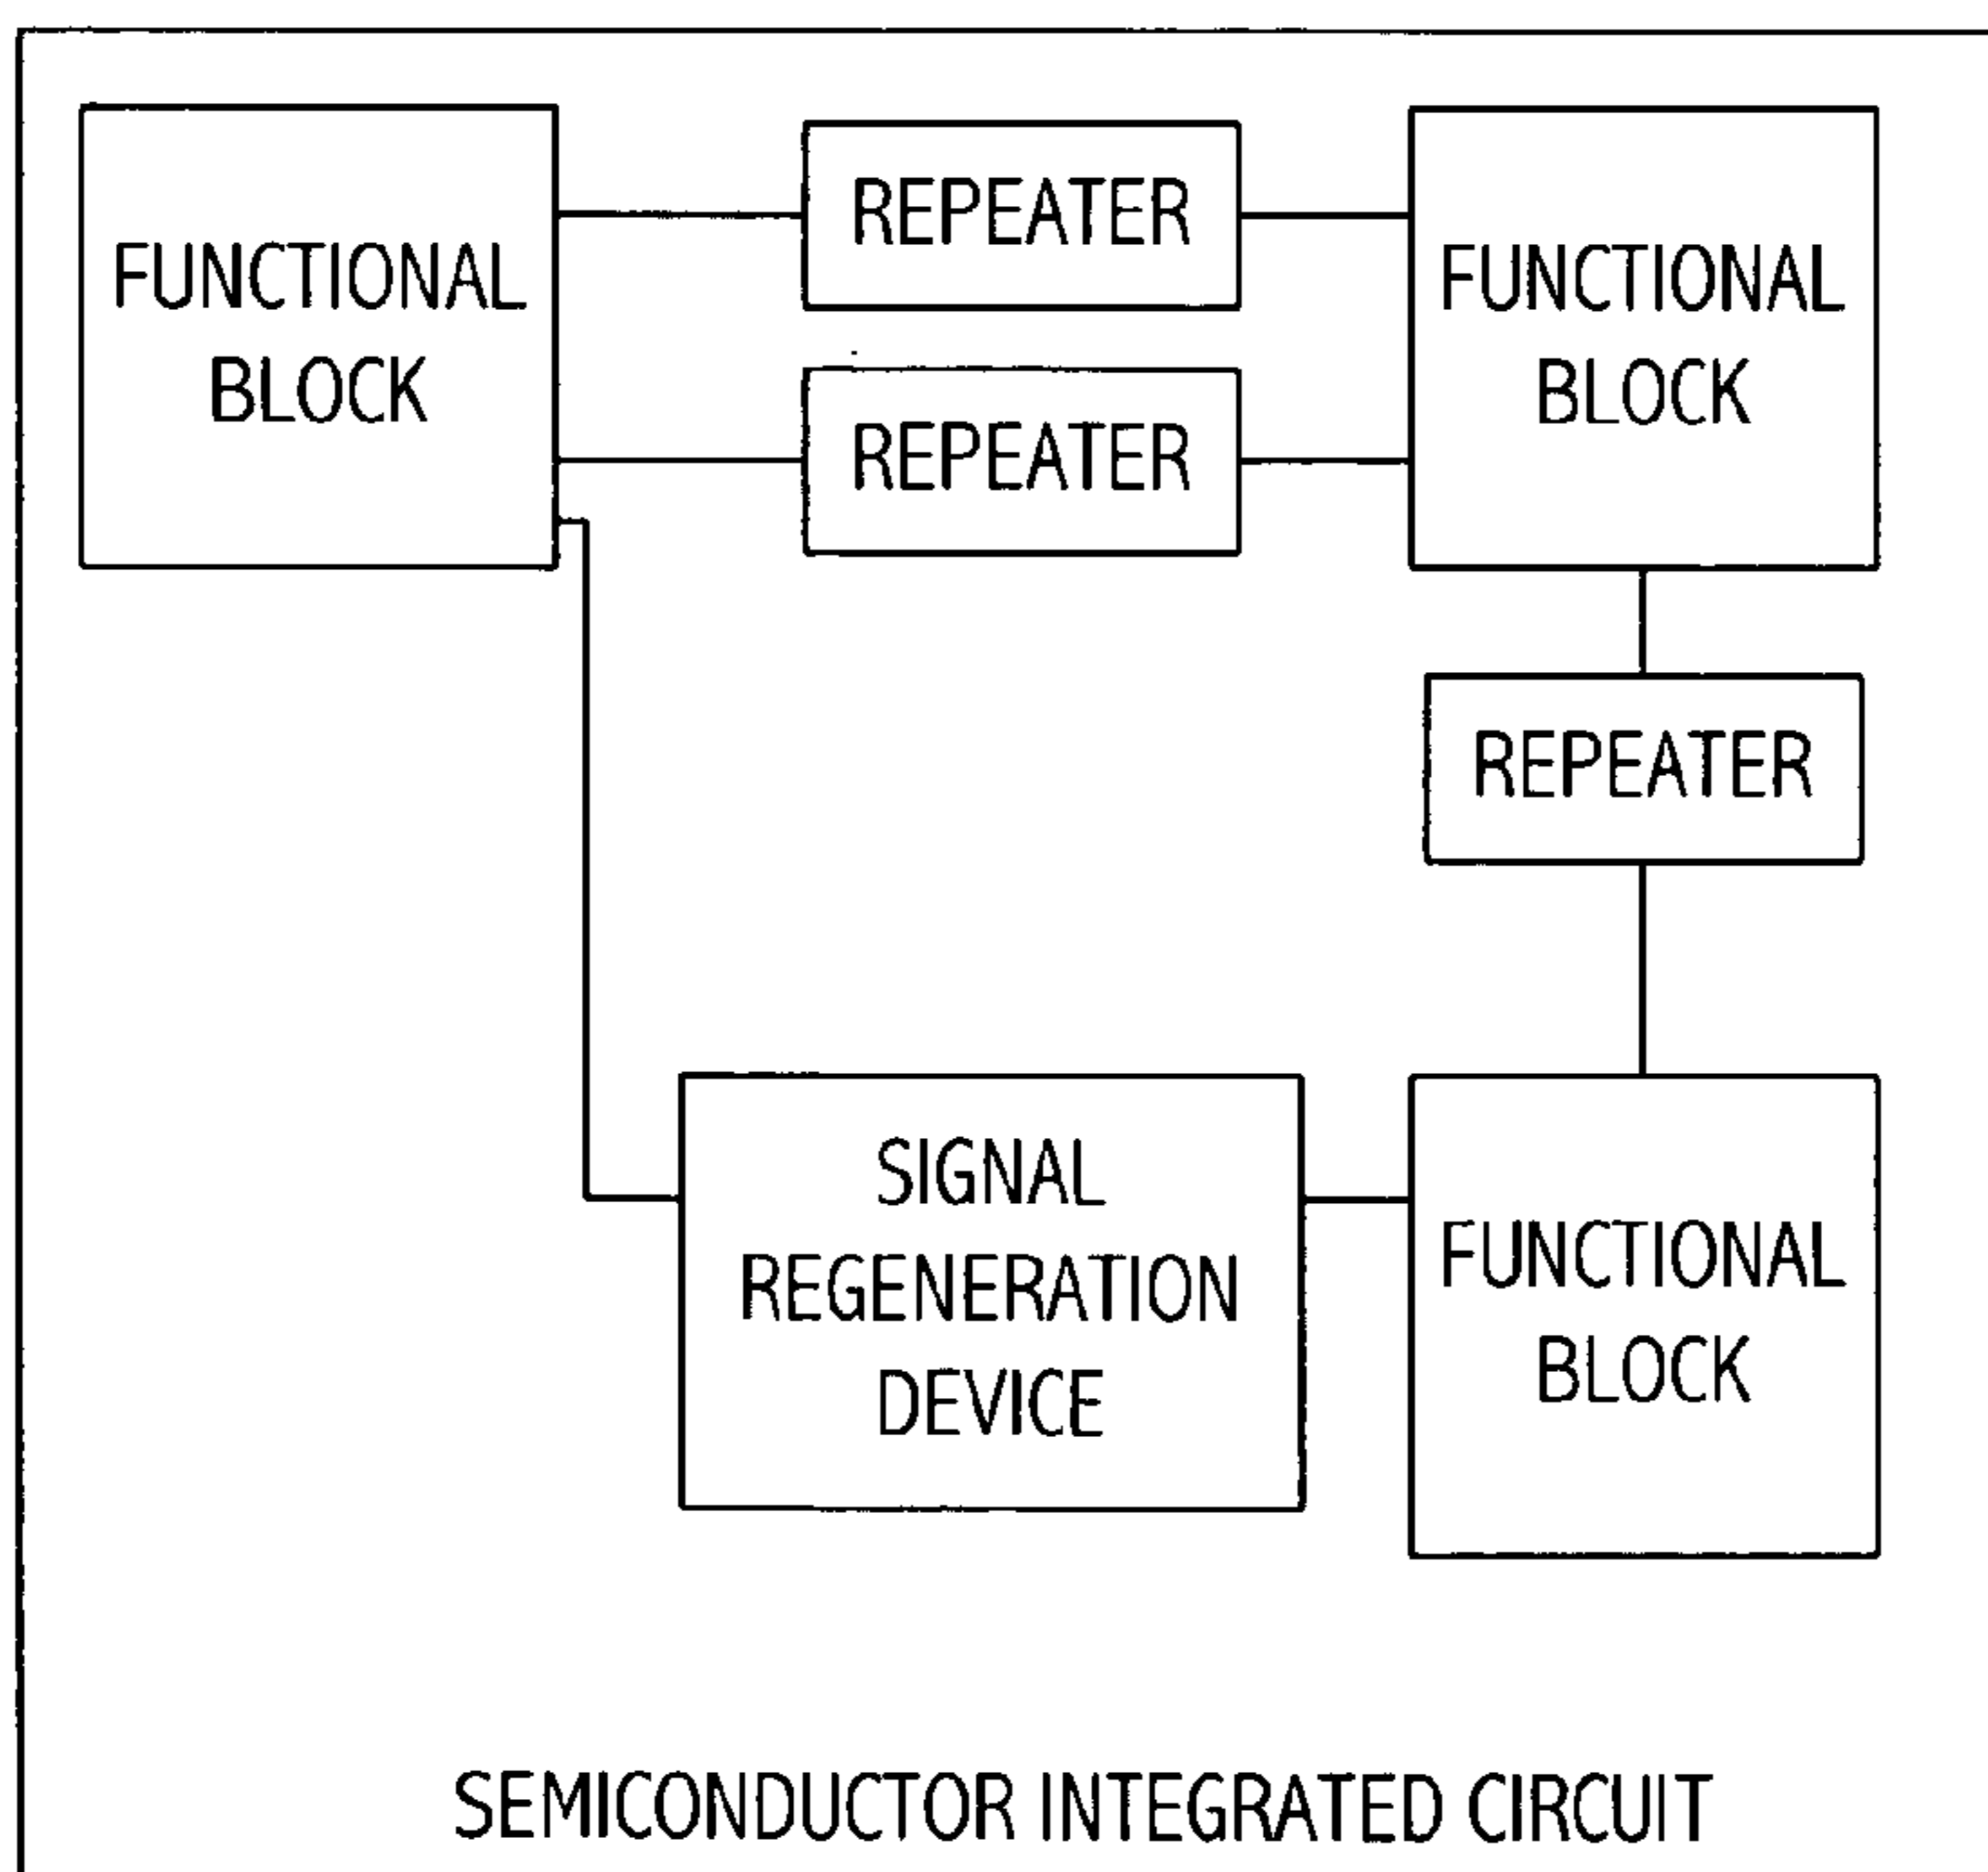 FUNCTIONAL
BLOCK
REPEATER
REPEATER
FUNCTIONAL
BLOCK
REPEATER
SIGNAL
REGENERATION
DEVICE
FUNCTIONAL
BLOCK
SEMICONDUCTOR INTEGRATED CIRCUIT